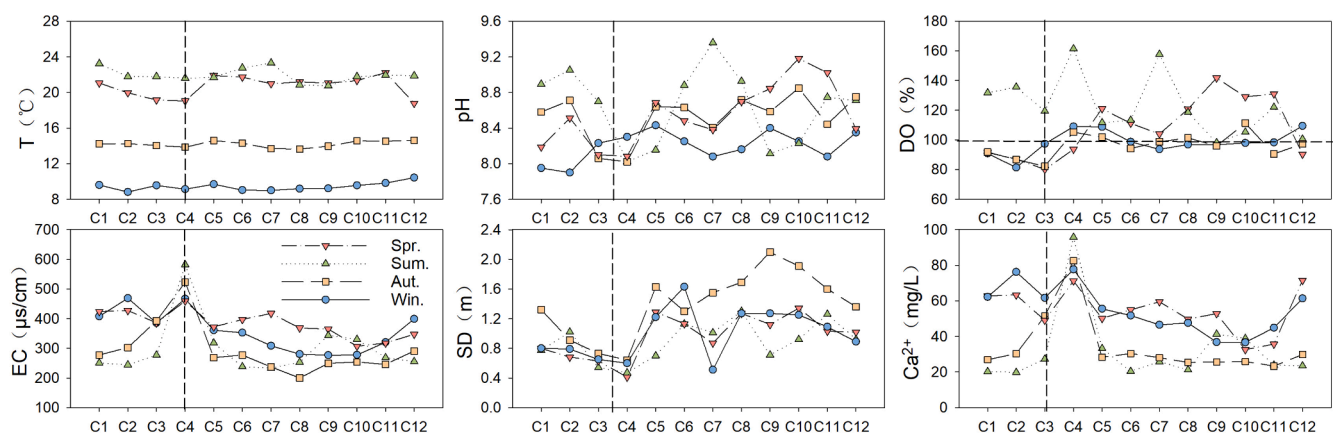 28
24
20
16
12
8
T（℃）
C1 C2 C3 C4 C5 C6 C7 C8 C9 C10 C11 C12
9.6
9.2
8.8
8.4
8.0
7.6
pH
C1 C2 C3 C4 C5 C6 C7 C8 C9 C10 C11 C12
180
160
140
120
100
80
60
DO（%）
C1 C2 C3 C4 C5 C6 C7 C8 C9 C10 C11 C12
700
600
500
400
300
200
100
EC（μs/cm）
Spr.
Sum.
Aut.
Win.
C1 C2 C3 C4 C5 C6 C7 C8 C9 C10 C11 C12
2.4
2.0
1.6
1.2
0.8
0.4
0.0
SD（m）
C1 C2 C3 C4 C5 C6 C7 C8 C9 C10 C11 C12
100
80
60
40
20
0
Ca²⁺（mg/L）
C1 C2 C3 C4 C5 C6 C7 C8 C9 C10 C11 C12